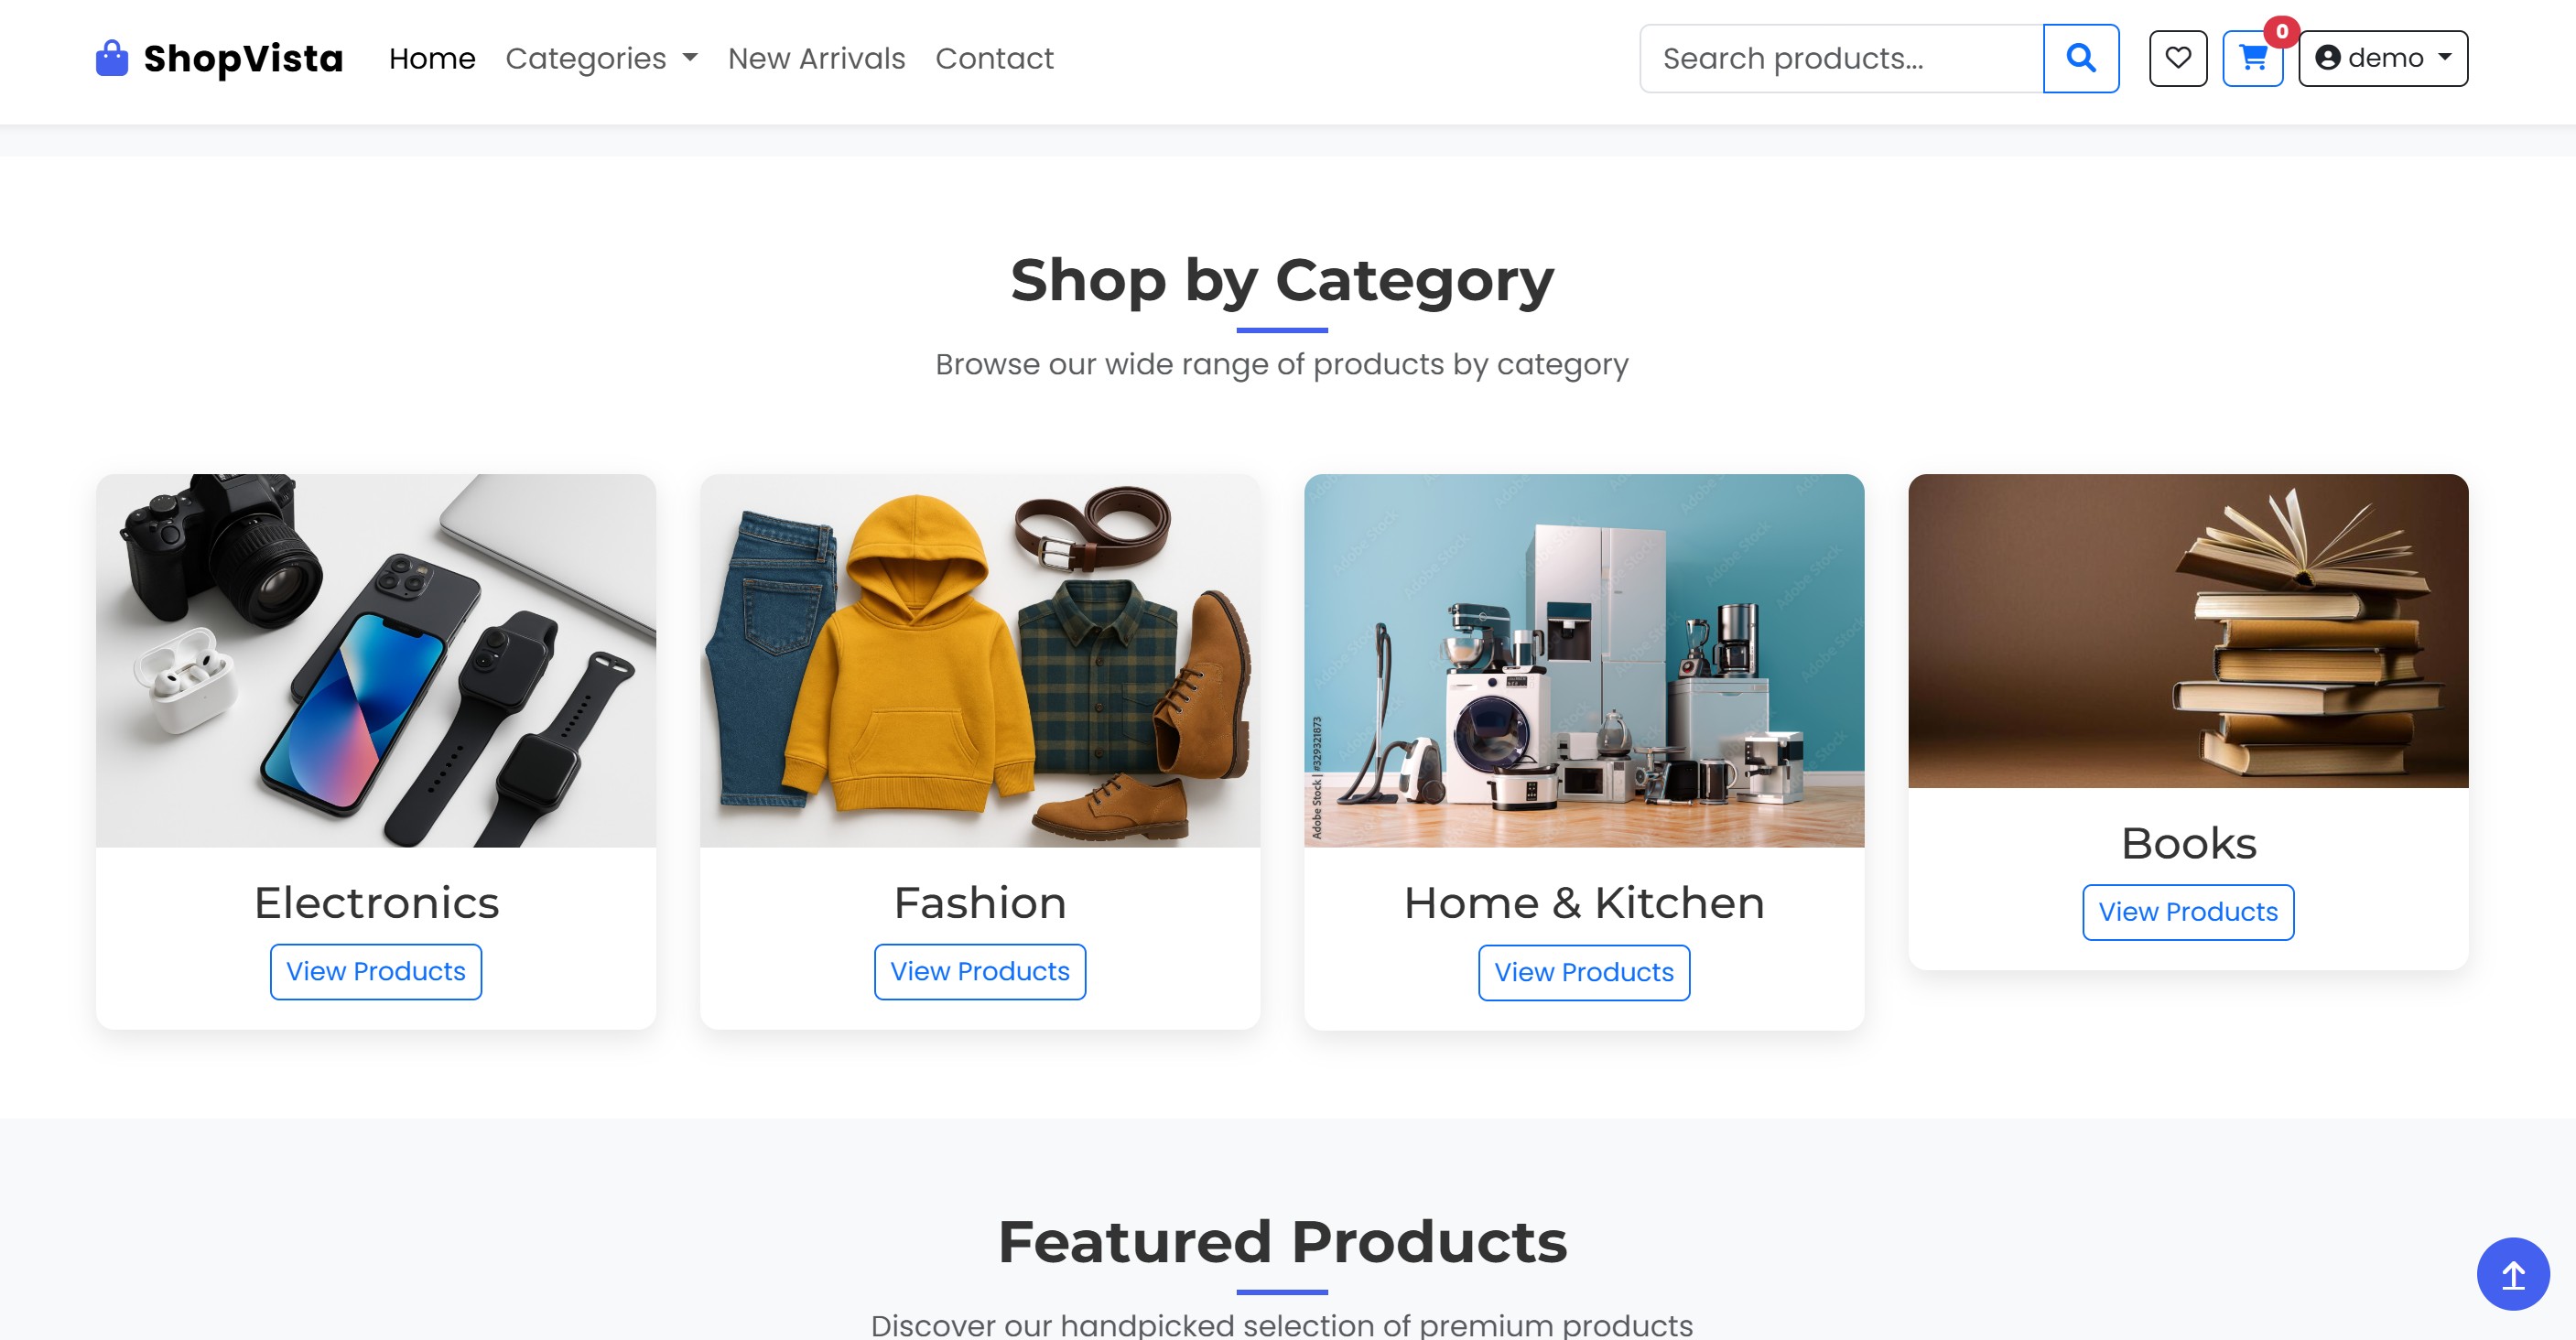 ShopVista
Home
Categories
New Arrivals
Contact
Search products...
0
demo
Shop by Category
Browse our wide range of products by category
Adobe Stock | #329321873
Adobe Stock
Electronics
View Products
Fashion
View Products
Home & Kitchen
View Products
Books
View Products
Featured Products
Discover our handpicked selection of premium products